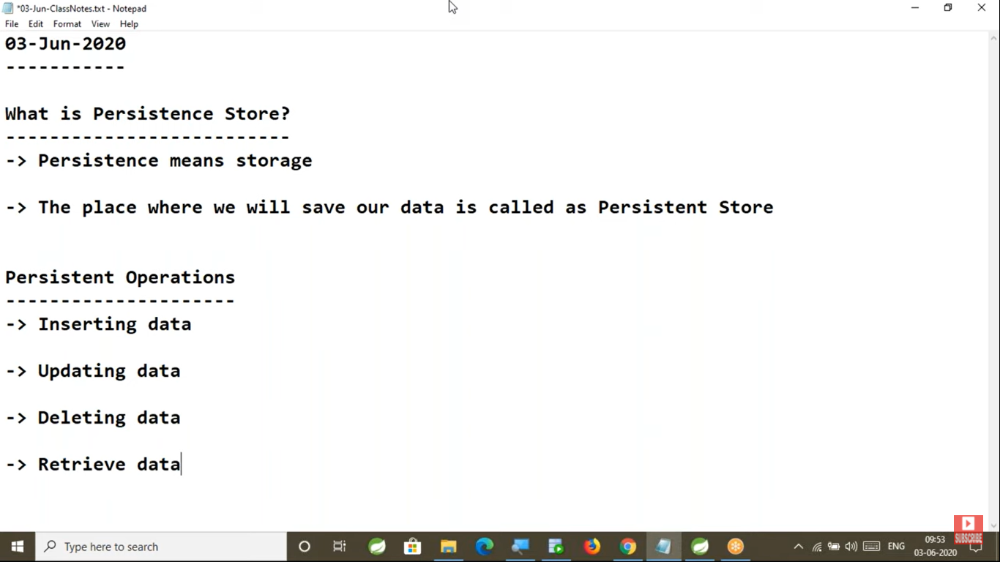 *03-Jun-ClassNotes.txt - Notepad
File Edit Format View Help
03-Jun-2020
-----------
What is Persistence Store?
--------------------------
-> Persistence means storage
-> The place where we will save our data is called as Persistent Store
Persistent Operations
---------------------
-> Inserting data
-> Updating data
-> Deleting data
-> Retrieve data
SUBSCRIBE
Type here to search
ENG
09:53
03-06-2020